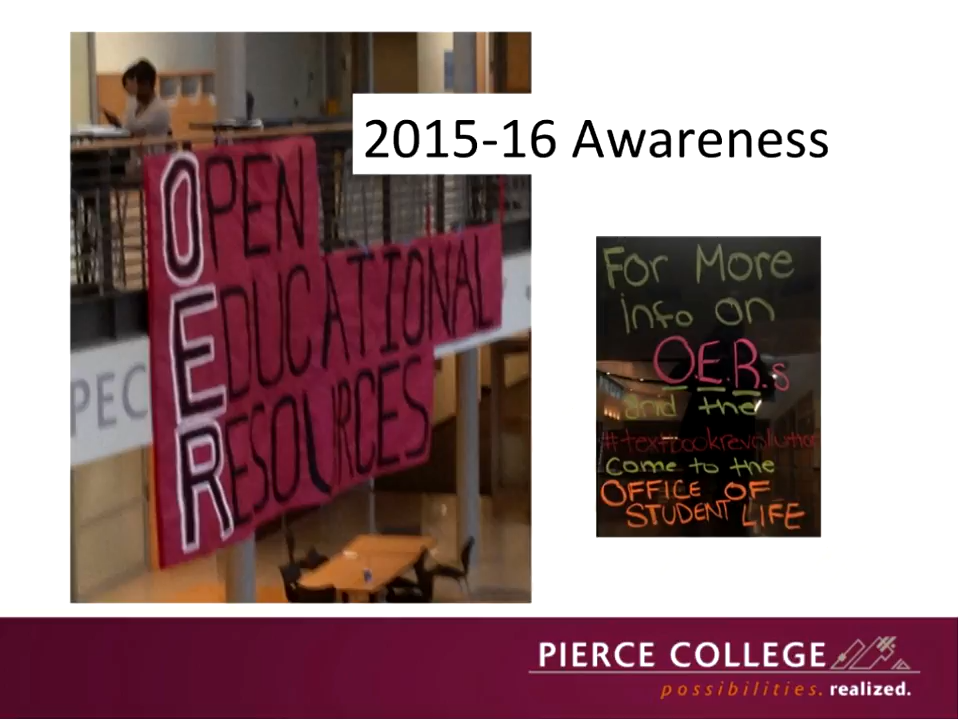 2015-16 Awareness
OPEN
EDUCATIONAL
RESOURCES
PEC
For More
info on
O.E.R.s
and the
#textbookrevolution
Come to the
OFFICE OF
STUDENT LIFE
PIERCE COLLEGE
possibilities. realized.